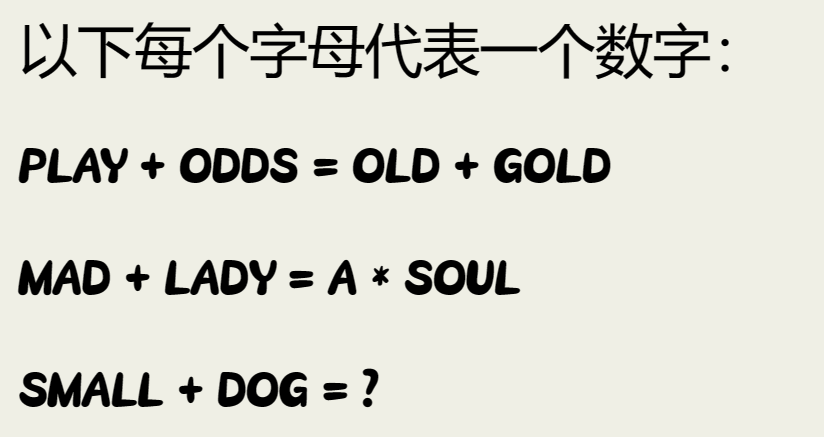 以下每个字母代表一个数字：
PLAY + ODDS = OLD + GOLD
MAD + LADY = A * SOUL
SMALL + DOG = ?